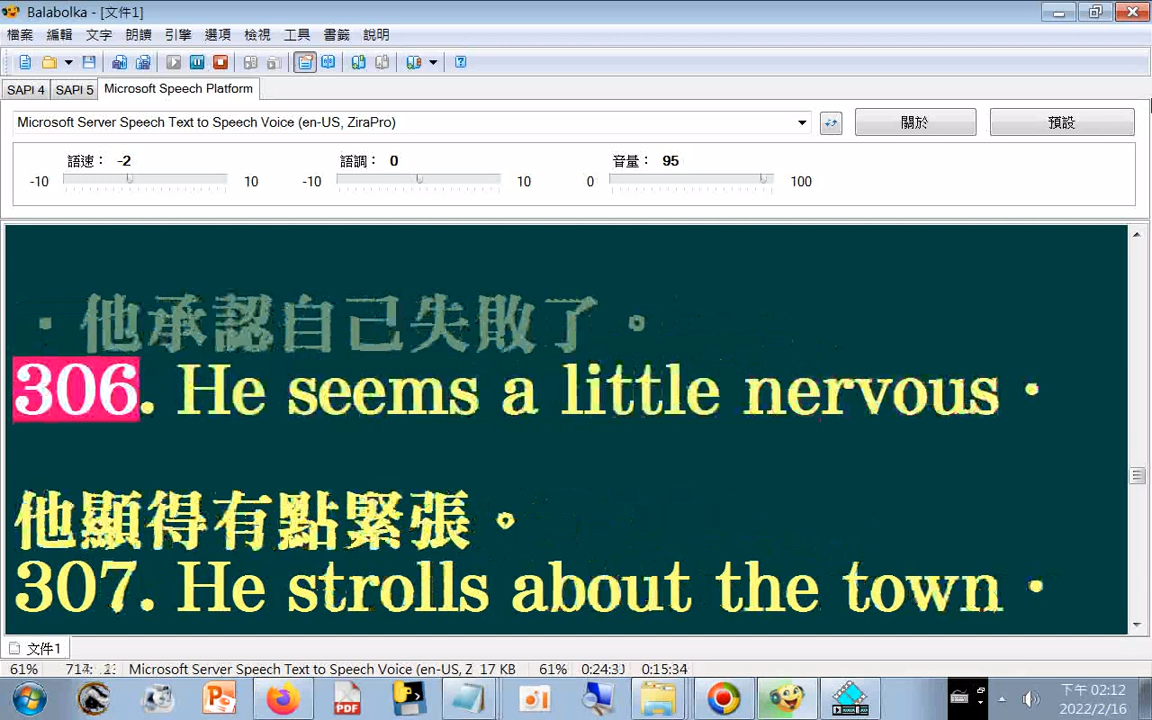 Balabolka - [文件1]
檔案 編輯 文字 朗讀 引擎 選項 檢視 工具 書籤 說明
SAPI 4 SAPI 5 Microsoft Speech Platform
Microsoft Server Speech Text to Speech Voice (en-US, ZiraPro) 關於 預設
語速： -2 語調： 0 音量： 95
-10 10 -10 10 0 100
．他承認自己失敗了。
306. He seems a little nervous．
他顯得有點緊張。
307. He strolls about the town．
文件1
61% Microsoft Server Speech Text to Speech Voice (en-US, Z 17 KB 61% 0:15:34
PDF
下午 02:12
2022/2/16